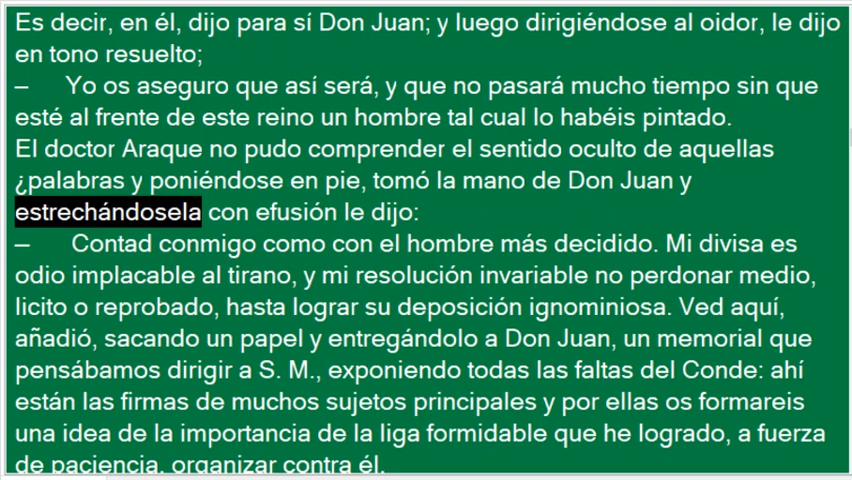 Es decir, en él, dijo para sí Don Juan; y luego dirigiéndose al oidor, le dijo
en tono resuelto;
– Yo os aseguro que así será, y que no pasará mucho tiempo sin que
esté al frente de este reino un hombre tal cual lo habéis pintado.
El doctor Araque no pudo comprender el sentido oculto de aquellas
¿palabras y poniéndose en pie, tomó la mano de Don Juan y
estrechándosela con efusión le dijo:
– Contad conmigo como con el hombre más decidido. Mi divisa es
odio implacable al tirano, y mi resolución invariable no perdonar medio,
licito o reprobado, hasta lograr su deposición ignominiosa. Ved aquí,
añadió, sacando un papel y entregándolo a Don Juan, un memorial que
pensábamos dirigir a S. M., exponiendo todas las faltas del Conde: ahí
están las firmas de muchos sujetos principales y por ellas os formareis
una idea de la importancia de la liga formidable que he logrado, a fuerza
de paciencia, organizar contra él.